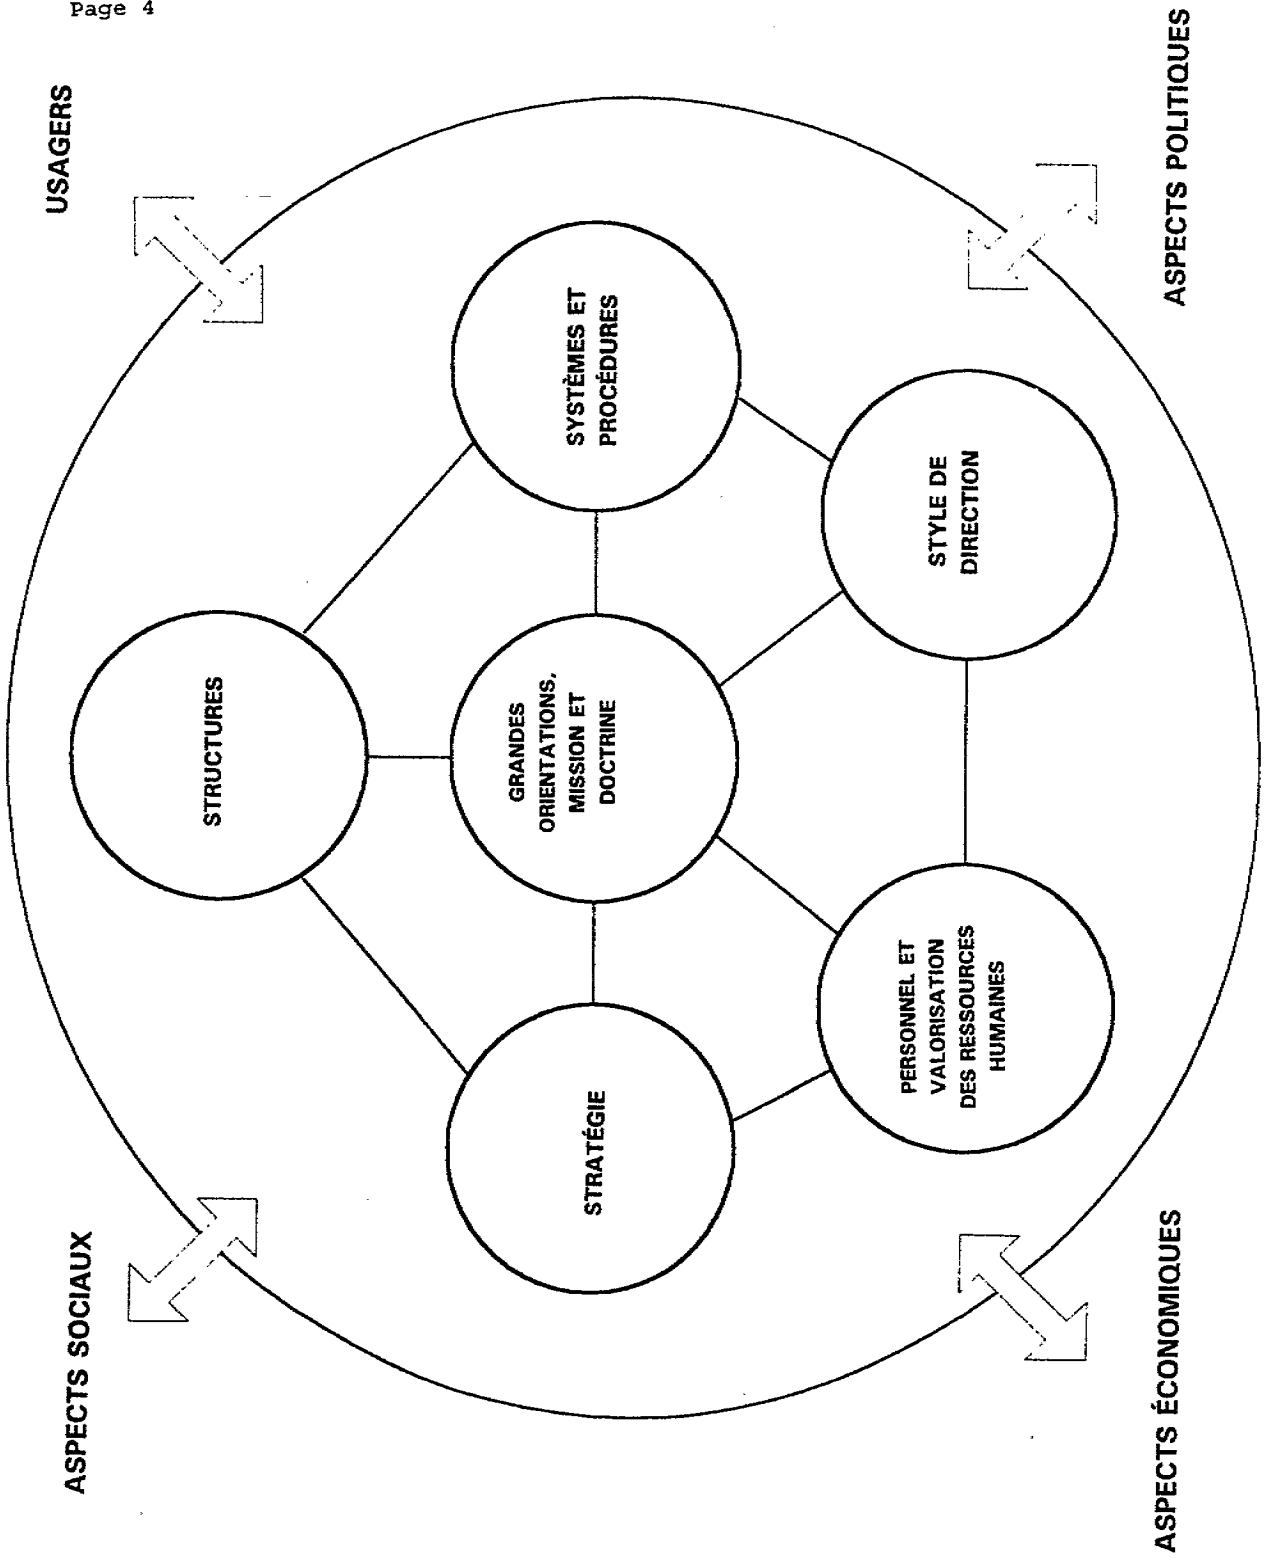 Page 4
ASPECTS SOCIAUX
USAGERS
STRUCTURES
STRATÉGIE
GRANDES
ORIENTATIONS,
MISSION ET
DOCTRINE
SYSTÈMES ET
PROCÉDURES
PERSONNEL ET
VALORISATION
DES RESSOURCES
HUMAINES
STYLE DE
DIRECTION
ASPECTS ÉCONOMIQUES
ASPECTS POLITIQUES